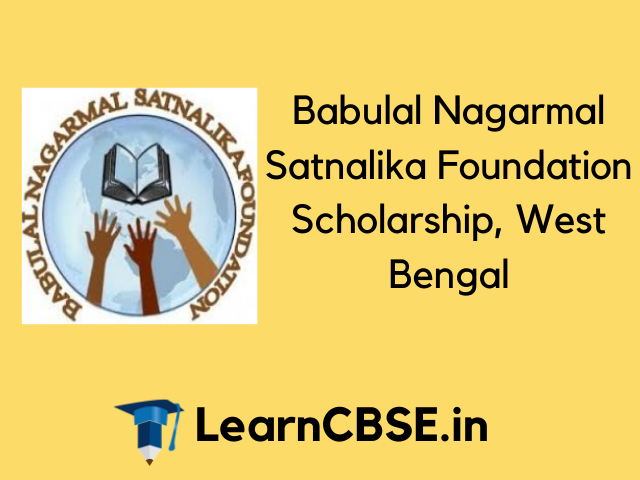 BABULAL NAGARMAL SATNALIKA FOUNDATION
Babulal Nagarmal
Satnalika Foundation
Scholarship, West
Bengal
LearnCBSE.in